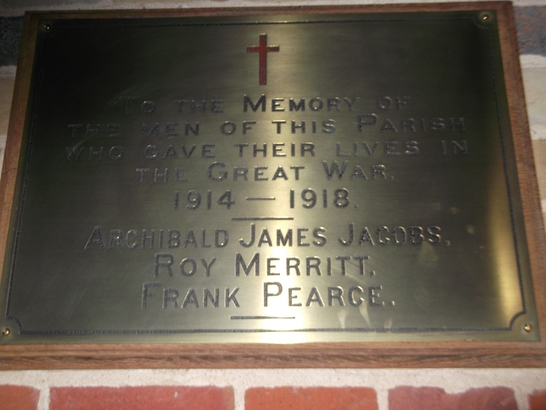 To the Memory of
the men of this Parish
who gave their lives in
the Great War.
1914 — 1918.
Archibald James Jacobs.
Roy Merritt.
Frank Pearce.